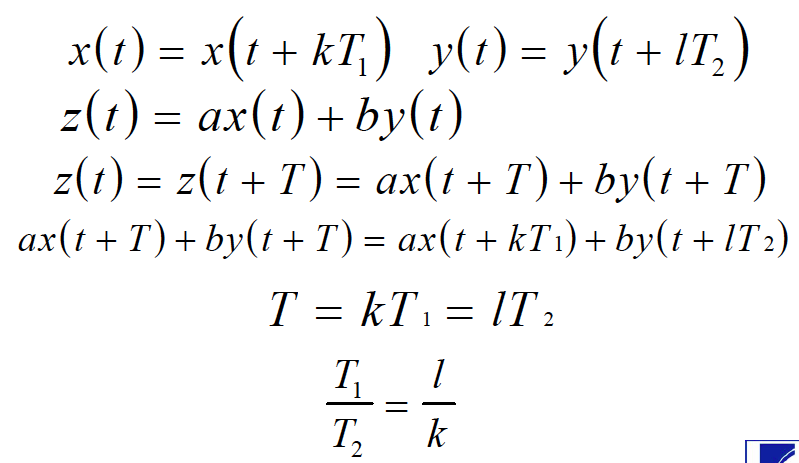 x(t) = x(t + kT₁) y(t) = y(t + lT₂)
z(t) = ax(t) + by(t)
z(t) = z(t + T) = ax(t + T) + by(t + T)
ax(t + T) + by(t + T) = ax(t + kT₁) + by(t + lT₂)
T = kT₁ = lT₂
T₁/T₂ = l/k